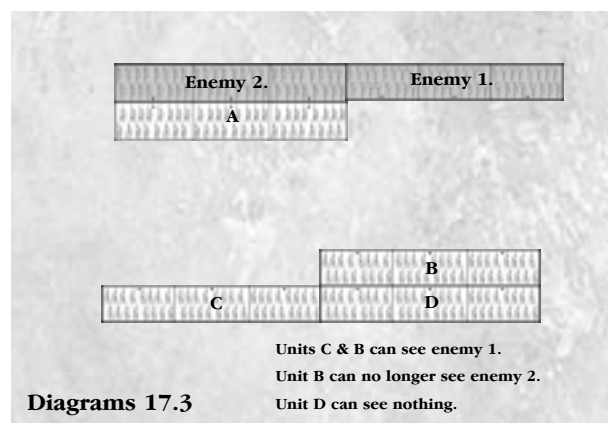 Enemy 2. Enemy 1.
A
B
C D
Units C & B can see enemy 1.
Unit B can no longer see enemy 2.
Unit D can see nothing.
Diagrams 17.3